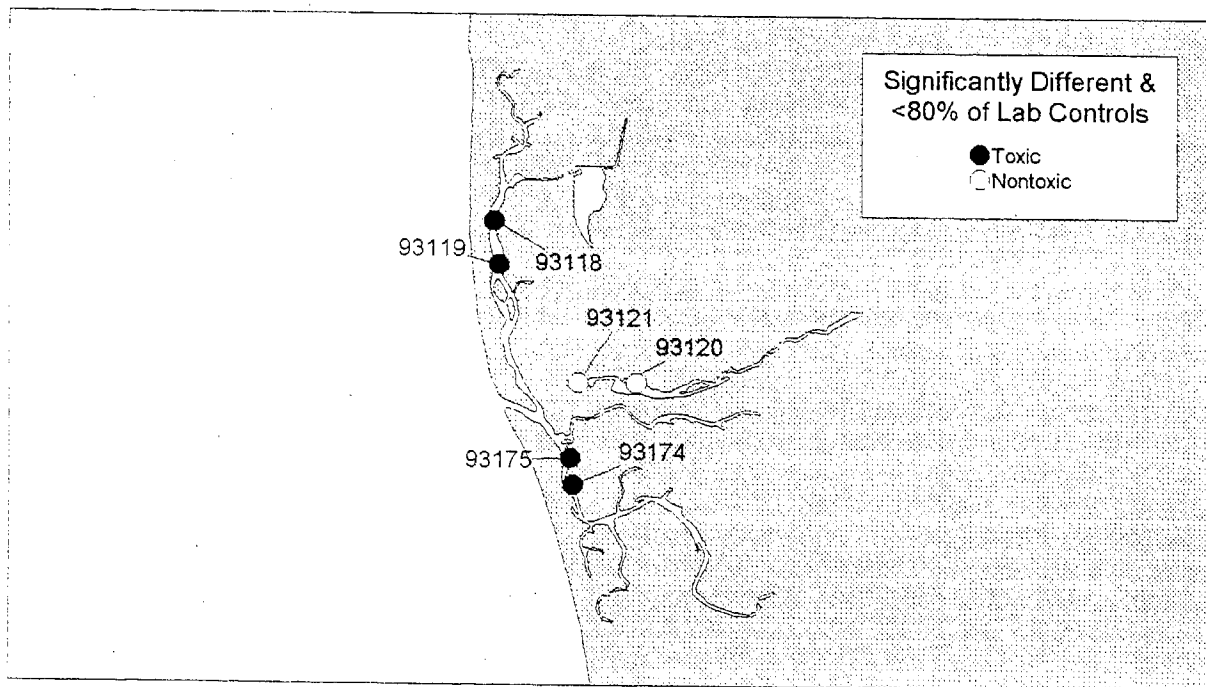 Significantly Different &
<80% of Lab Controls
Toxic
Nontoxic
93119
93118
93121
93120
93175
93174